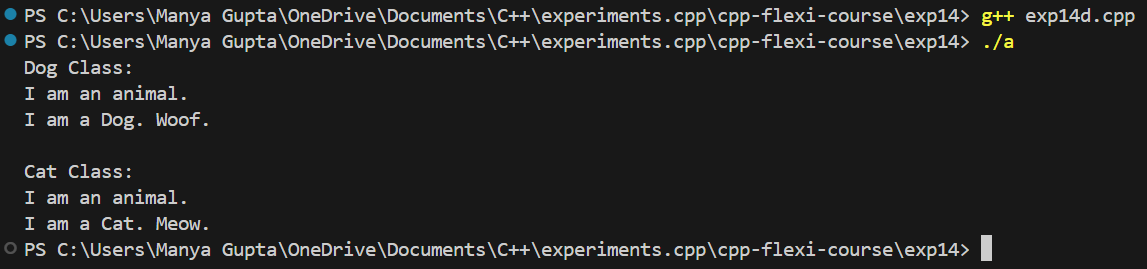 PS C:\Users\Manya Gupta\OneDrive\Documents\C++\experiments.cpp\cpp-flexi-course\exp14> g++ exp14d.cpp
PS C:\Users\Manya Gupta\OneDrive\Documents\C++\experiments.cpp\cpp-flexi-course\exp14> ./a
Dog Class:
I am an animal.
I am a Dog. Woof.

Cat Class:
I am an animal.
I am a Cat. Meow.
PS C:\Users\Manya Gupta\OneDrive\Documents\C++\experiments.cpp\cpp-flexi-course\exp14>